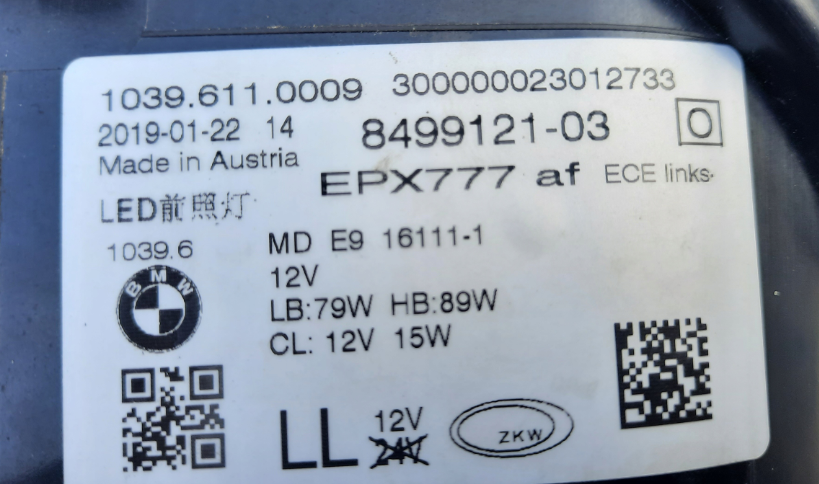 1039.611.0009 300000023012733
2019-01-22 14 8499121-03 O
Made in Austria EPX777 af ECE links
LED前照灯
1039.6 MD E9 16111-1
BMW 12V
LB:79W HB:89W
CL: 12V 15W
LL 12V ZKW
24V